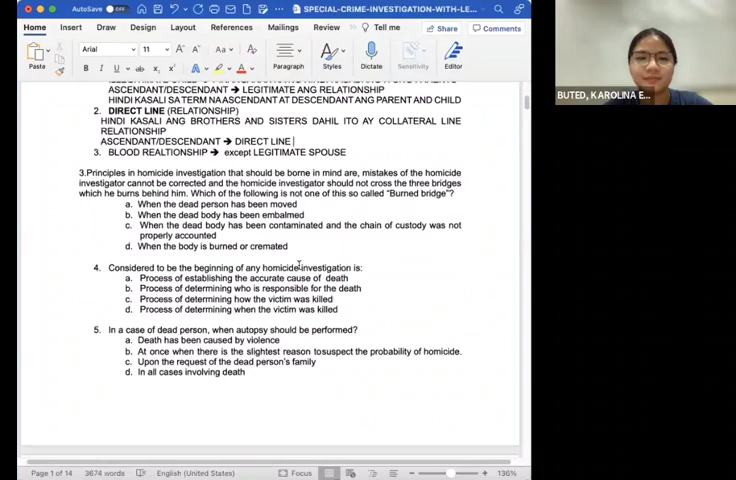 AutoSave OFF SPECIAL-CRIME-INVESTIGATION-WITH-LE...
Home Insert Draw Design Layout References Mailings Review Tell me Share Comments
Arial 11
Paste Paragraph Styles Dictate Sensitivity Editor
ASCENDANT/DESCENDANT ➔ LEGITIMATE ANG RELATIONSHIP
HINDI KASALI SA TERM NA ASCENDANT AT DESCENDANT ANG PARENT AND CHILD
2. DIRECT LINE (RELATIONSHIP)
HINDI KASALI ANG BROTHERS AND SISTERS DAHIL ITO AY COLLATERAL LINE
RELATIONSHIP
ASCENDANT/DESCENDANT ➔ DIRECT LINE
3. BLOOD REALTIONSHIP ➔ except LEGITIMATE SPOUSE
3.Principles in homicide investigation that should be borne in mind are, mistakes of the homicide
investigator cannot be corrected and the homicide investigator should not cross the three bridges
which he burns behind him. Which of the following is not one of this so called “Burned bridge”?
a. When the dead person has been moved
b. When the dead body has been embalmed
c. When the dead body has been contaminated and the chain of custody was not
properly accounted
d. When the body is burned or cremated
4. Considered to be the beginning of any homicide investigation is:
a. Process of establishing the accurate cause of death
b. Process of determining who is responsible for the death
c. Process of determining how the victim was killed
d. Process of determining when the victim was killed
5. In a case of dead person, when autopsy should be performed?
a. Death has been caused by violence
b. At once when there is the slightest reason tosuspect the probability of homicide.
c. Upon the request of the dead person’s family
d. In all cases involving death
Page 1 of 14 3674 words English (United States) Focus 136%
BUTED, KAROLINA E...